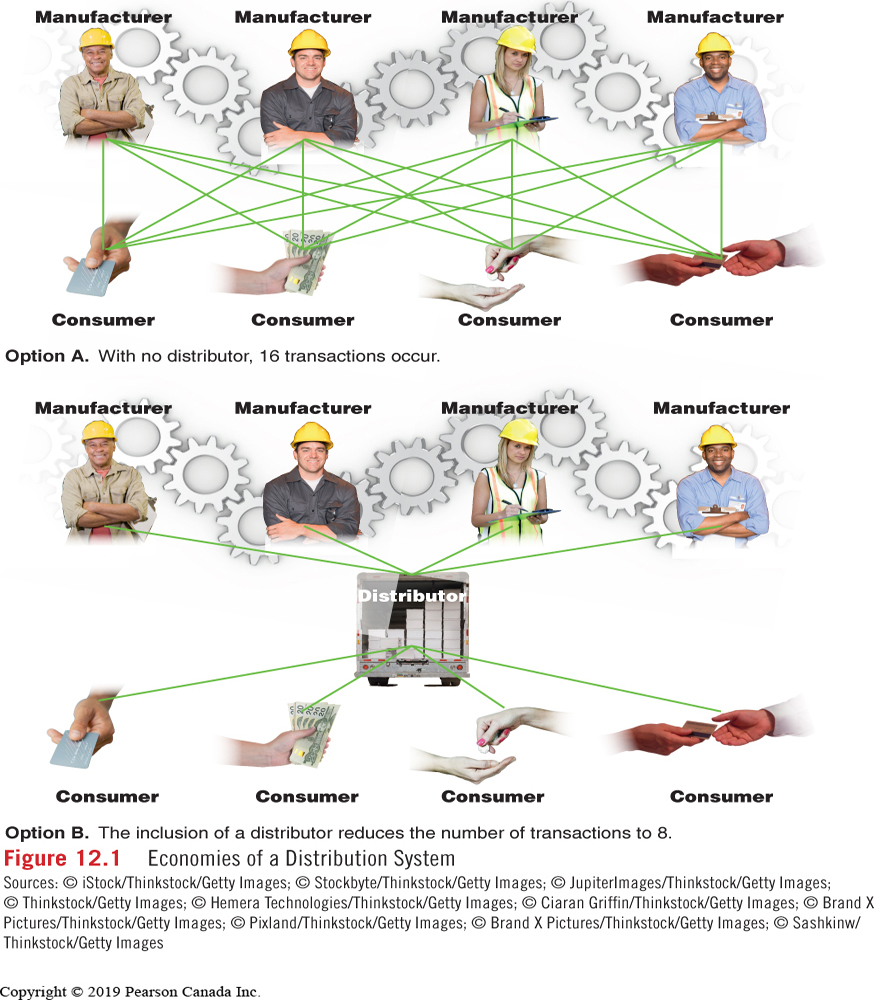 Manufacturer Manufacturer Manufacturer Manufacturer
Consumer Consumer Consumer Consumer
Option A. With no distributor, 16 transactions occur.
Manufacturer Manufacturer Manufacturer Manufacturer
Distributor
Consumer Consumer Consumer Consumer
Option B. The inclusion of a distributor reduces the number of transactions to 8.
Figure 12.1 Economies of a Distribution System
Sources: © iStock/Thinkstock/Getty Images; © Stockbyte/Thinkstock/Getty Images; © JupiterImages/Thinkstock/Getty Images;
© Thinkstock/Getty Images; © Hemera Technologies/Thinkstock/Getty Images; © Ciaran Griffin/Thinkstock/Getty Images; © Brand X
Pictures/Thinkstock/Getty Images; © Pixland/Thinkstock/Getty Images; © Brand X Pictures/Thinkstock/Getty Images; © Sashkinw/
Thinkstock/Getty Images
Copyright © 2019 Pearson Canada Inc.